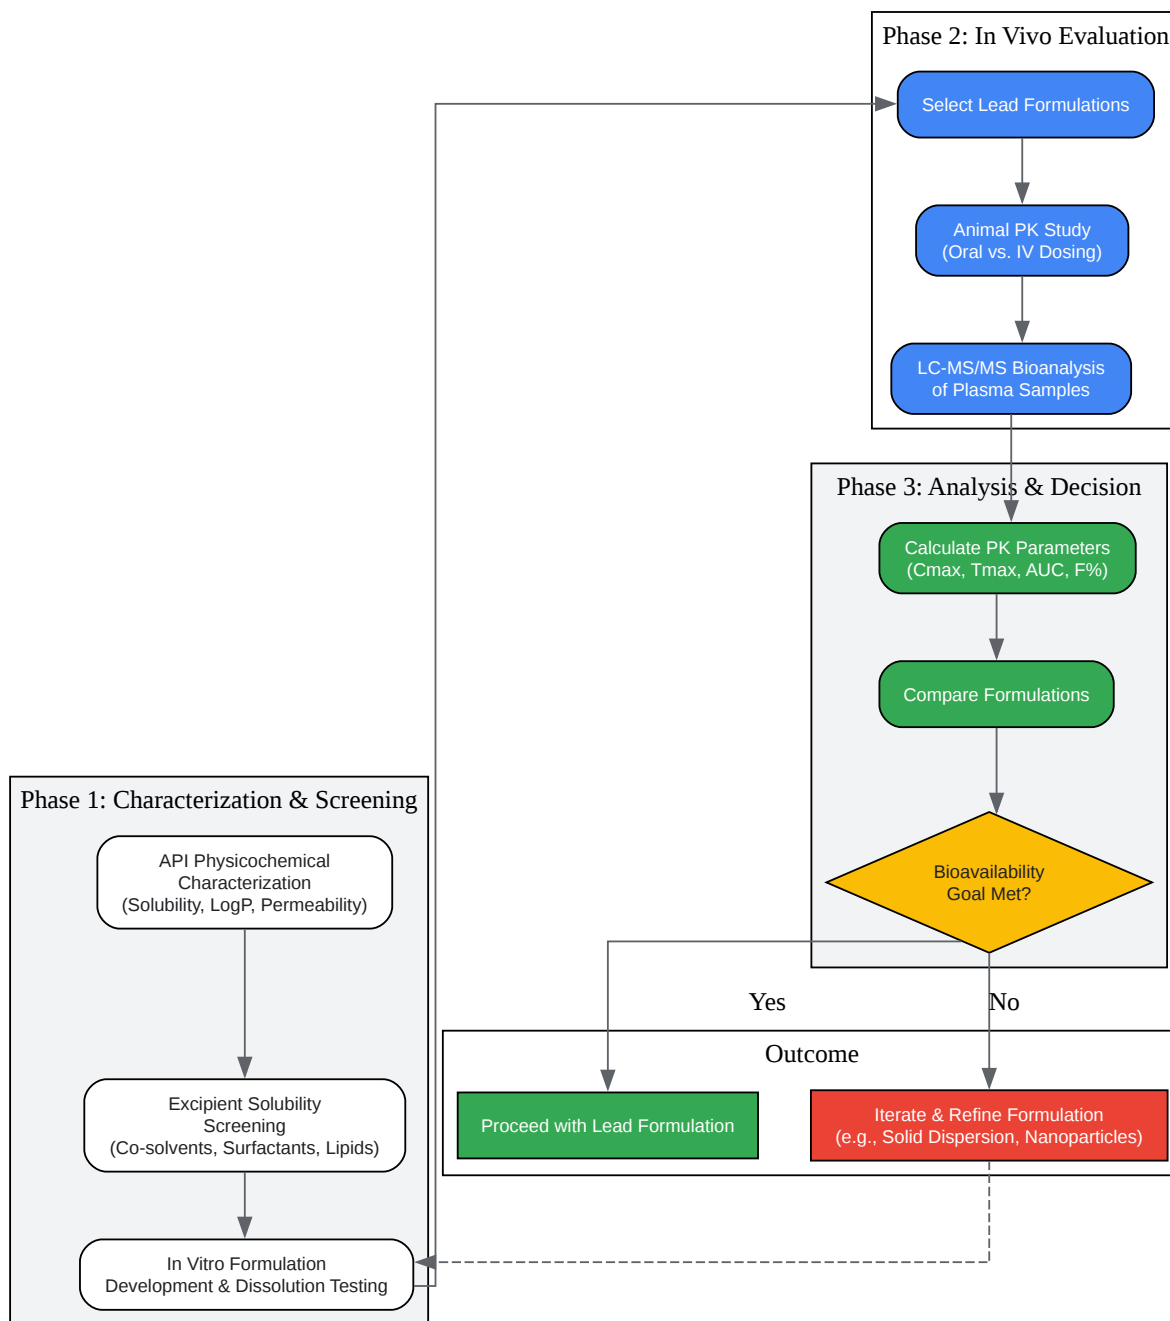 Phase 2: In Vivo Evaluation
Select Lead Formulations
Animal PK Study
(Oral vs. IV Dosing)
LC-MS/MS Bioanalysis
of Plasma Samples
Phase 3: Analysis & Decision
Calculate PK Parameters
(Cmax, Tmax, AUC, F%)
Compare Formulations
Bioavailability
Goal Met?
Phase 1: Characterization & Screening
API Physicochemical
Characterization
(Solubility, LogP, Permeability)
Excipient Solubility
Screening
(Co-solvents, Surfactants, Lipids)
In Vitro Formulation
Development & Dissolution Testing
Yes
No
Outcome
Proceed with Lead Formulation
Iterate & Refine Formulation
(e.g., Solid Dispersion, Nanoparticles)